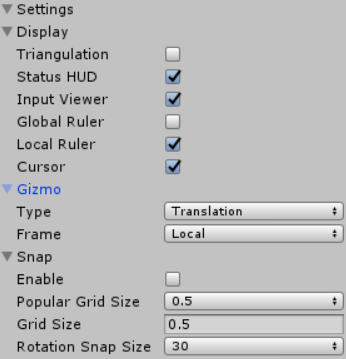 Settings
Display
Triangulation
Status HUD
Input Viewer
Global Ruler
Local Ruler
Cursor
Gizmo
Type Translation
Frame Local
Snap
Enable
Popular Grid Size 0.5
Grid Size 0.5
Rotation Snap Size 30